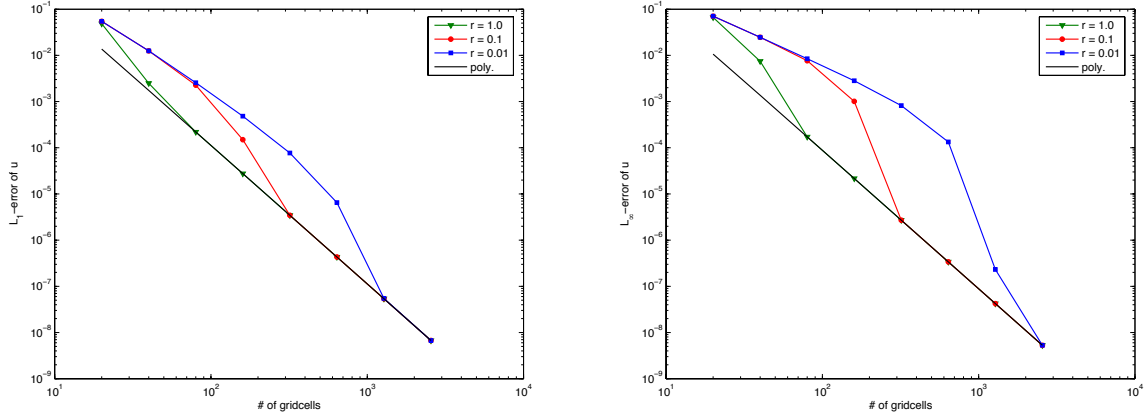 10^-1
10^-2
10^-3
10^-4
10^-5
10^-6
10^-7
10^-8
10^-9
L_1-error of u
10^1
10^2
10^3
10^4
# of gridcells
r = 1.0
r = 0.1
r = 0.01
poly.
10^-1
10^-2
10^-3
10^-4
10^-5
10^-6
10^-7
10^-8
10^-9
L_∞-error of u
10^1
10^2
10^3
10^4
# of gridcells
r = 1.0
r = 0.1
r = 0.01
poly.